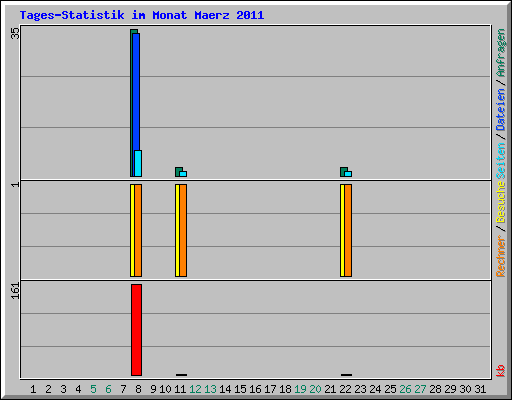 Tages-Statistik im Monat Maerz 2011
35
1
161
Rechner / Besuche Seiten / Dateien / Anfragen
kb
1 2 3 4 5 6 7 8 9 10 11 12 13 14 15 16 17 18 19 20 21 22 23 24 25 26 27 28 29 30 31